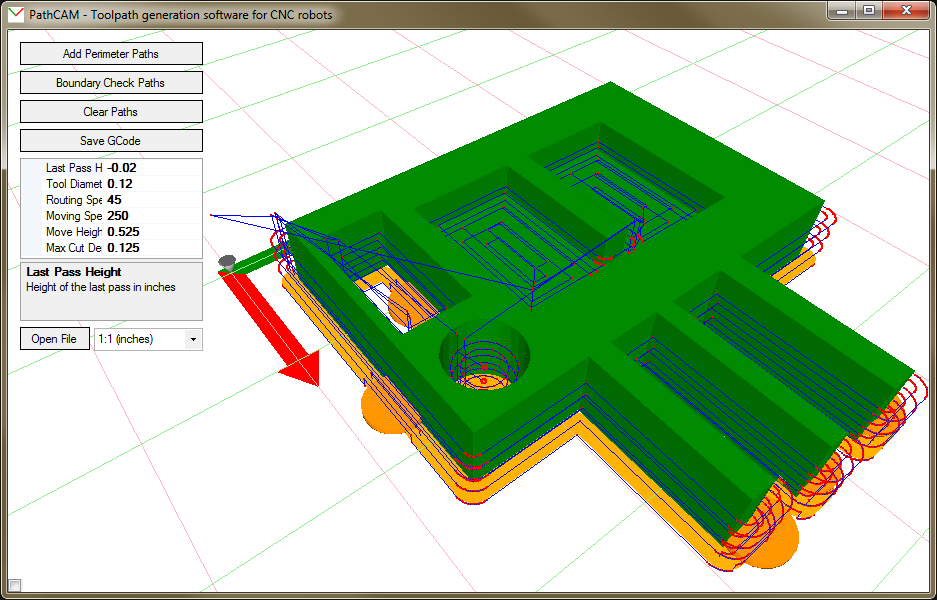 PathCAM - Toolpath generation software for CNC robots
Add Perimeter Paths
Boundary Check Paths
Clear Paths
Save GCode
Last Pass H -0.02
Tool Diamet 0.12
Routing Spe 45
Moving Spe 250
Move Heigh 0.525
Max Cut De 0.125
Last Pass Height
Height of the last pass in inches
Open File 1:1 (inches)